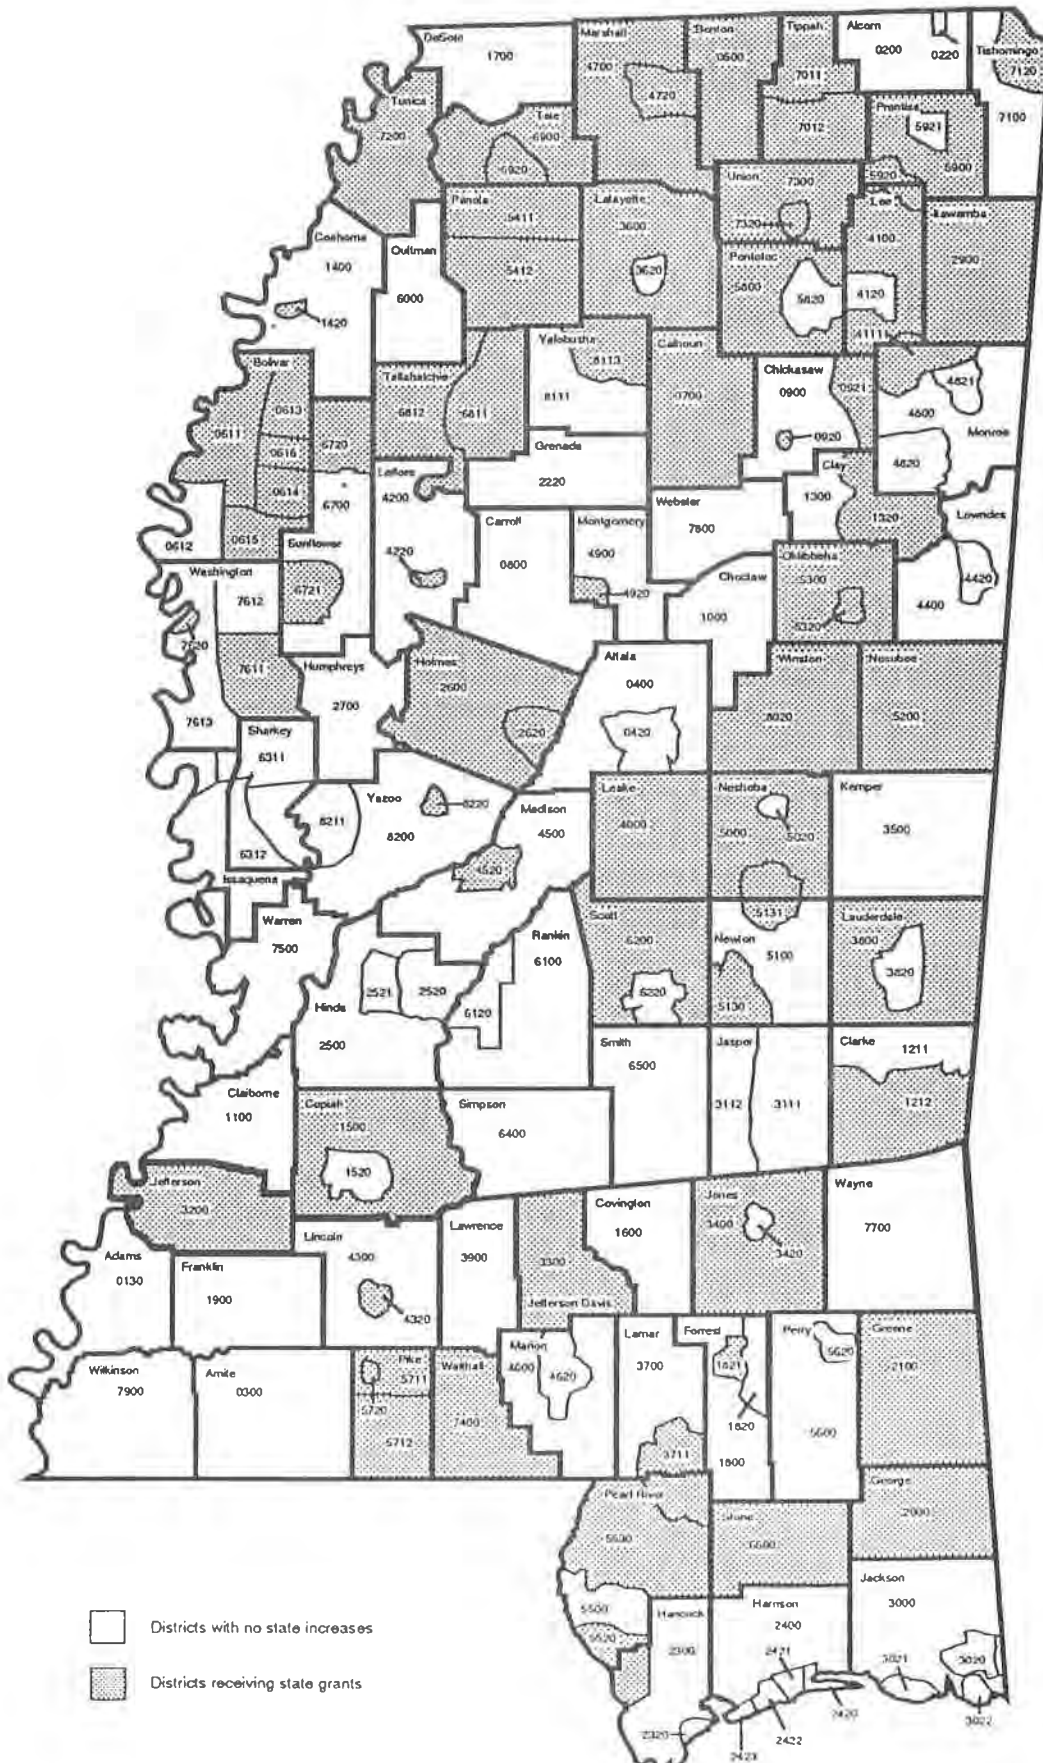 DeSoto
1700
Marshall
4700
4720
Benton
0500
Tippah
7011
7012
Alcorn
0200
0220
Tishomingo
7120
7100
Tunica
7200
Tate
6900
6920
Prentiss
5921
5900
5920
Union
7300
7320
Lee
4100
4120
4111
Itawamba
2900
Panola
5411
5412
Lafayette
3600
3620
Pontotoc
5800
5820
Coahoma
1400
1420
Quitman
6000
Yalobusha
8113
8111
Calhoun
0700
Chickasaw
0900
0921
0920
4821
4800
Monroe
4820
Bolivar
0613
0611
0616
0614
0615
0612
6720
Tallahatchie
6812
6811
Grenada
2220
Clay
1300
1320
Lowndes
4420
4400
Leflore
4200
4220
6700
Sunflower
6721
Carroll
0800
Montgomery
4900
4920
Webster
7800
Choctaw
1000
Oktibbeha
5300
5320
Washington
7612
7620
7611
7613
Humphreys
2700
Holmes
2600
2620
Attala
0400
0420
Winston
8020
Noxubee
5200
Sharkey
6311
6312
8211
Yazoo
8200
8220
Madison
4500
4520
Leake
4000
Neshoba
5000
5020
5131
Kemper
3500
Issaquena
Warren
7500
Rankin
6100
6120
Scott
6200
6220
Newton
5100
5130
Lauderdale
3800
3820
2521
2520
Hinds
2500
Smith
6500
Jasper
3112
3111
Clarke
1211
1212
Claiborne
1100
Copiah
1500
1520
Simpson
6400
Jefferson
3200
Lincoln
4300
4320
Lawrence
3900
3300
Jefferson Davis
Covington
1600
Jones
3400
3420
Wayne
7700
Adams
0130
Franklin
1900
Wilkinson
7900
Amite
0300
Pike
5711
5720
5712
Walthall
7400
Marion
4600
4620
Lamar
3700
3711
Forrest
1821
1820
1800
Perry
5620
5600
Greene
2100
George
2000
Pearl River
5530
Stone
6600
5500
5520
Hancock
2300
2320
Harrison
2400
2421
2420
2422
2423
Jackson
3000
3020
3021
3022
Districts with no state increases
Districts receiving state grants